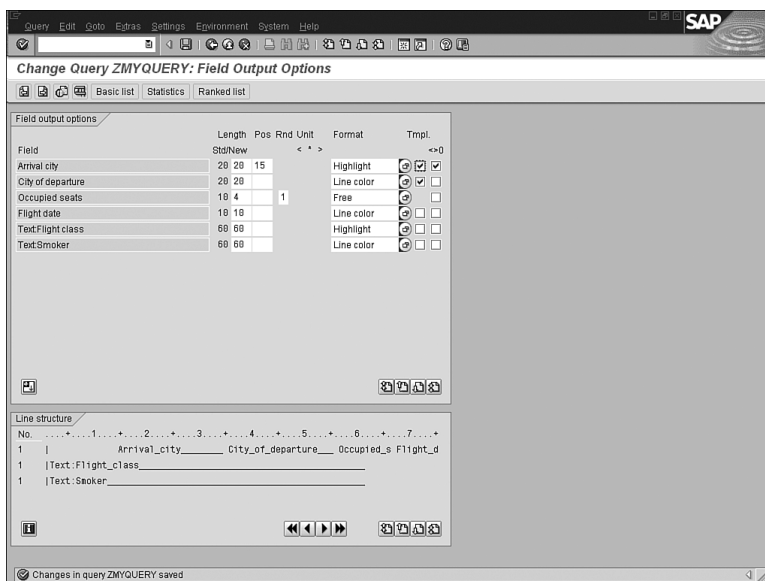 Query Edit Goto Extras Settings Environment System Help
SAP
Change Query ZMYQUERY: Field Output Options
Basic list Statistics Ranked list
Field output options
Length Pos Rnd Unit Format Tmpl.
Field Std/New < * > <>0
Arrival city 20 20 15 Highlight
City of departure 20 20 Line color
Occupied seats 10 4 1 Free
Flight date 10 10 Line color
Text:Flight class 60 60 Highlight
Text:Smoker 60 60 Line color
Line structure
No. ....+....1....+....2....+....3....+....4....+....5....+....6....+....7....+
1 | Arrival_city________ City_of_departure___ Occupied_s Flight_d
1 |Text:Flight_class___________________________________________
1 |Text:Smoker_________________________________________________
Changes in query ZMYQUERY saved